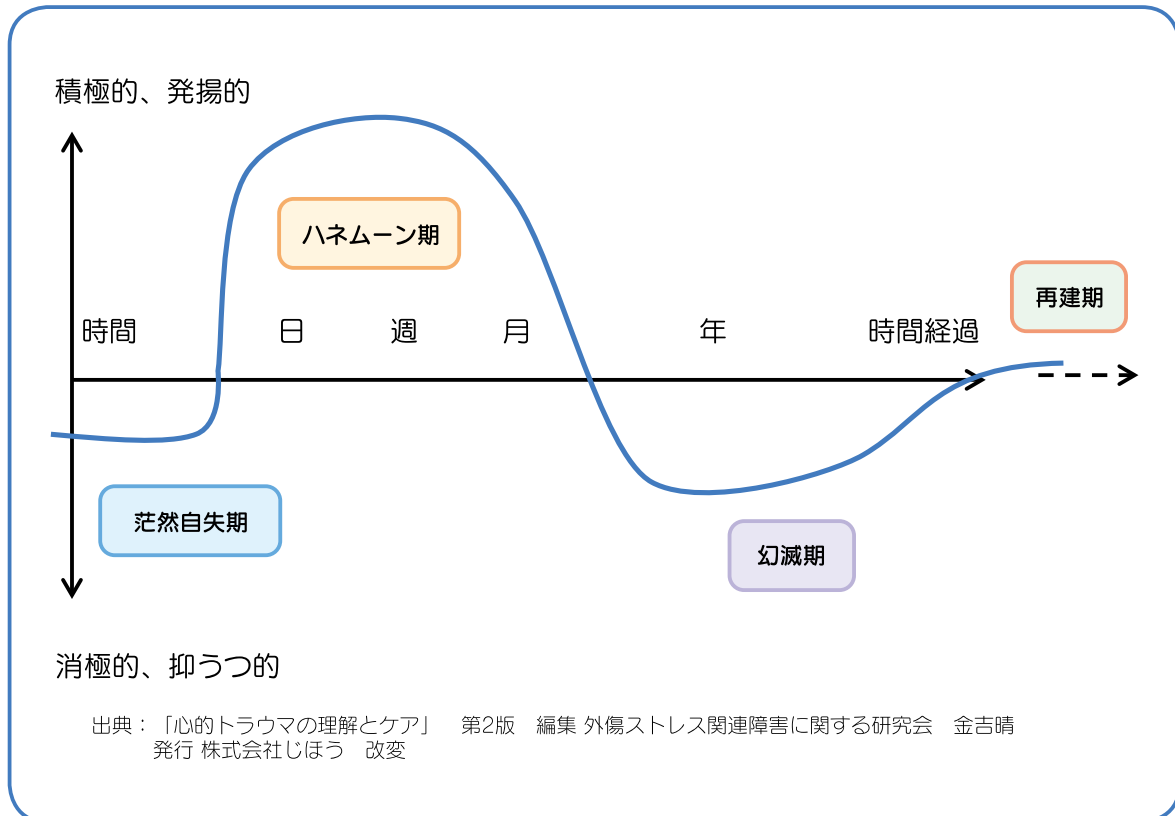 積極的、発揚的
ハネムーン期
再建期
時間 日 週 月 年 時間経過
茫然自失期
幻滅期
消極的、抑うつ的
出典：「心的トラウマの理解とケア」　第2版　編集 外傷ストレス関連障害に関する研究会　金吉晴
発行 株式会社じほう　改変